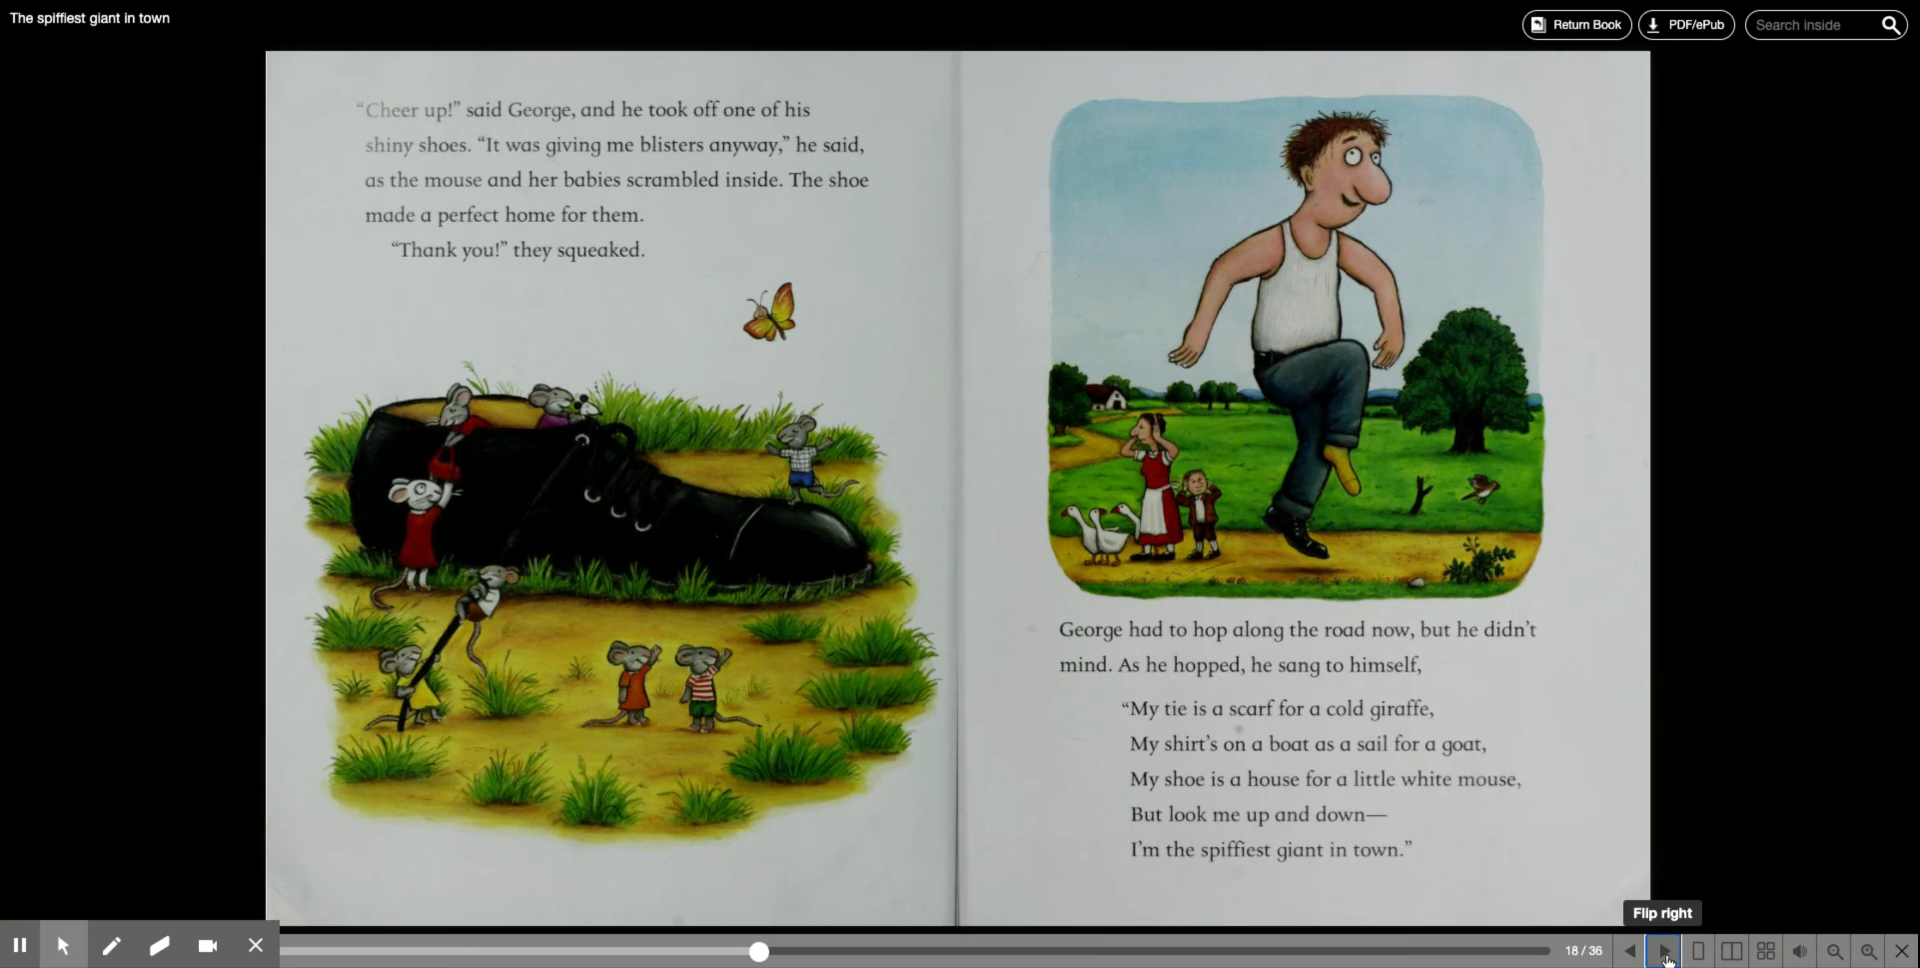 The spiffiest giant in town
Return Book
PDF/ePub
Search inside
“Cheer up!” said George, and he took off one of his
shiny shoes. “It was giving me blisters anyway,” he said,
as the mouse and her babies scrambled inside. The shoe
made a perfect home for them.
“Thank you!” they squeaked.
George had to hop along the road now, but he didn’t
mind. As he hopped, he sang to himself,
“My tie is a scarf for a cold giraffe,
My shirt’s on a boat as a sail for a goat,
My shoe is a house for a little white mouse,
But look me up and down—
I’m the spiffiest giant in town.”
Flip right
18 / 36